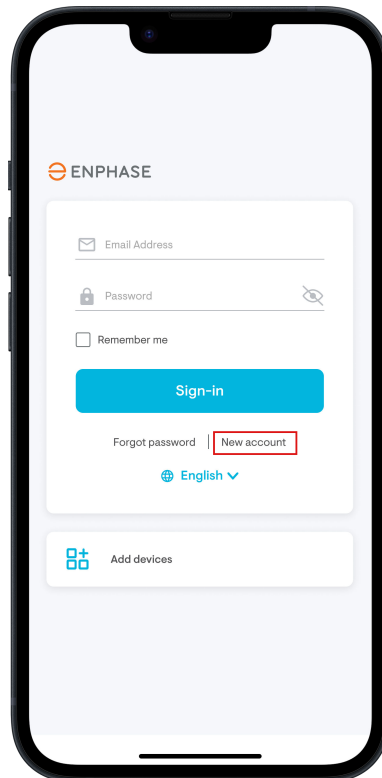 ENPHASE
Email Address
Password
Remember me
Sign-in
Forgot password | New account
English
Add devices